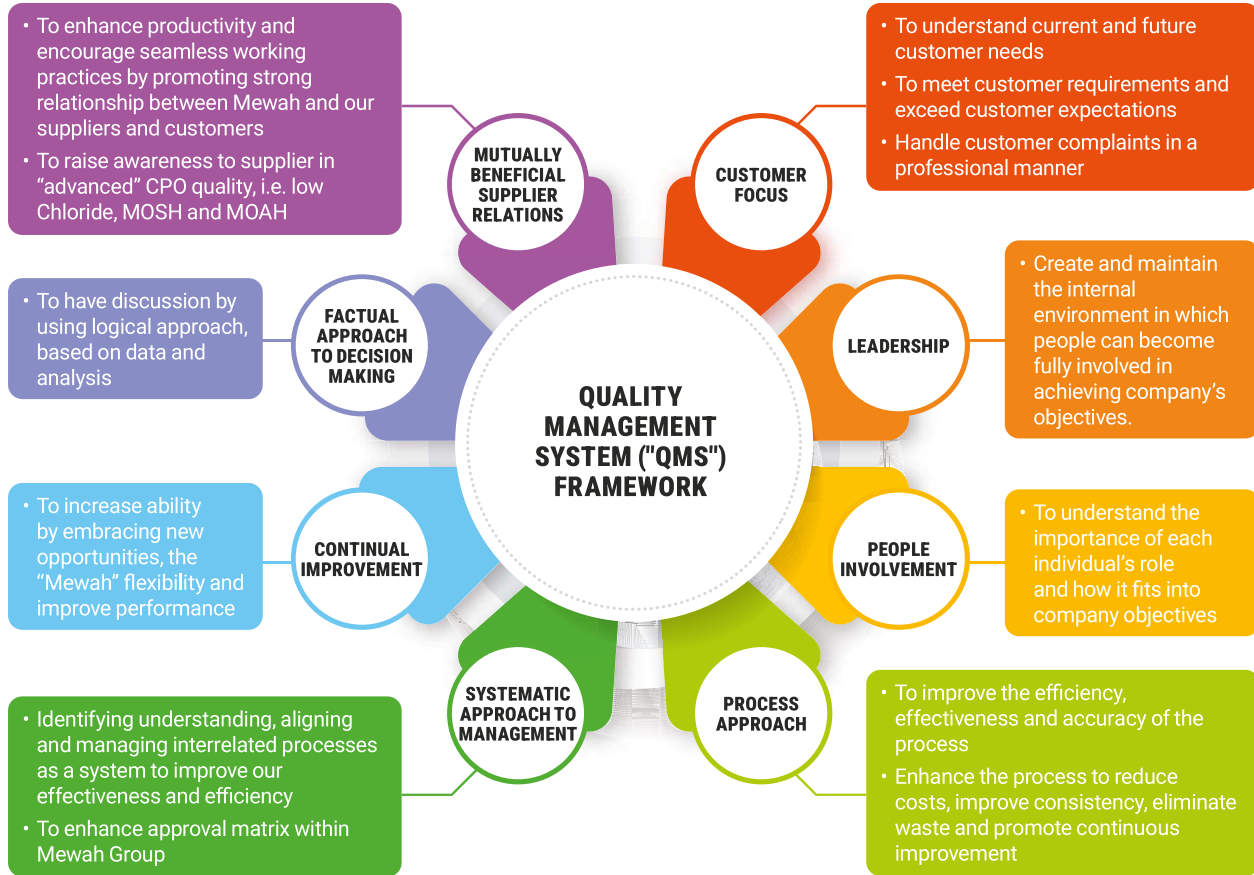 QUALITY
MANAGEMENT
SYSTEM ("QMS")
FRAMEWORK
CUSTOMER
FOCUS
• To understand current and future
customer needs
• To meet customer requirements and
exceed customer expectations
• Handle customer complaints in a
professional manner
LEADERSHIP
• Create and maintain
the internal
environment in which
people can become
fully involved in
achieving company’s
objectives.
PEOPLE
INVOLVEMENT
• To understand the
importance of each
individual’s role
and how it fits into
company objectives
PROCESS
APPROACH
• To improve the efficiency,
effectiveness and accuracy of the
process
• Enhance the process to reduce
costs, improve consistency, eliminate
waste and promote continuous
improvement
SYSTEMATIC
APPROACH TO
MANAGEMENT
• Identifying understanding, aligning
and managing interrelated processes
as a system to improve our
effectiveness and efficiency
• To enhance approval matrix within
Mewah Group
CONTINUAL
IMPROVEMENT
• To increase ability
by embracing new
opportunities, the
“Mewah” flexibility and
improve performance
FACTUAL
APPROACH
TO DECISION
MAKING
• To have discussion by
using logical approach,
based on data and
analysis
MUTUALLY
BENEFICIAL
SUPPLIER
RELATIONS
• To enhance productivity and
encourage seamless working
practices by promoting strong
relationship between Mewah and our
suppliers and customers
• To raise awareness to supplier in
“advanced” CPO quality, i.e. low
Chloride, MOSH and MOAH